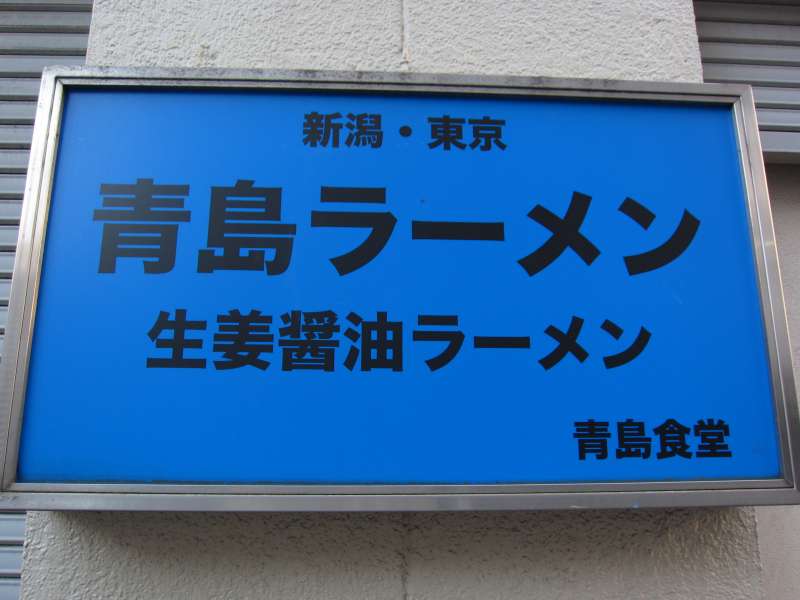 新潟・東京
青島ラーメン
生姜醤油ラーメン
青島食堂